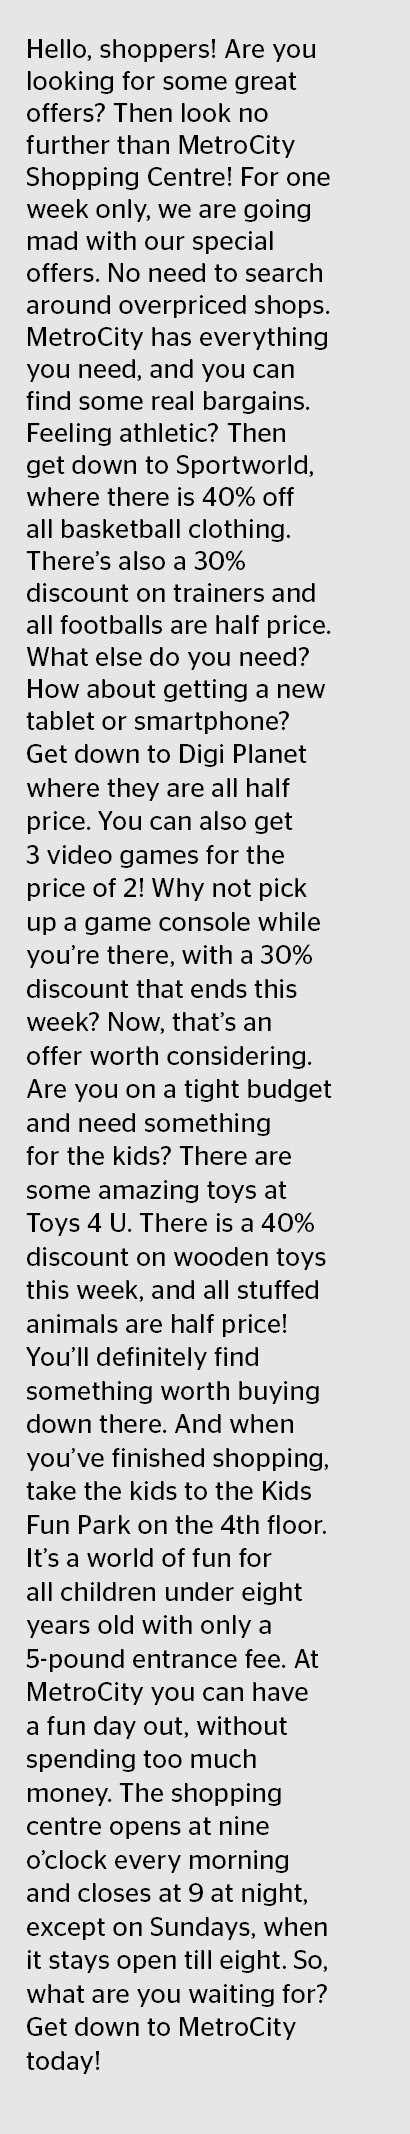 Hello, shoppers! Are you
looking for some great
offers? Then look no
further than MetroCity
Shopping Centre! For one
week only, we are going
mad with our special
offers. No need to search
around overpriced shops.
MetroCity has everything
you need, and you can
find some real bargains.
Feeling athletic? Then
get down to Sportworld,
where there is 40% off
all basketball clothing.
There’s also a 30%
discount on trainers and
all footballs are half price.
What else do you need?
How about getting a new
tablet or smartphone?
Get down to Digi Planet
where they are all half
price. You can also get
3 video games for the
price of 2! Why not pick
up a game console while
you’re there, with a 30%
discount that ends this
week? Now, that’s an
offer worth considering.
Are you on a tight budget
and need something
for the kids? There are
some amazing toys at
Toys 4 U. There is a 40%
discount on wooden toys
this week, and all stuffed
animals are half price!
You’ll definitely find
something worth buying
down there. And when
you’ve finished shopping,
take the kids to the Kids
Fun Park on the 4th floor.
It’s a world of fun for
all children under eight
years old with only a
5-pound entrance fee. At
MetroCity you can have
a fun day out, without
spending too much
money. The shopping
centre opens at nine
o’clock every morning
and closes at 9 at night,
except on Sundays, when
it stays open till eight. So,
what are you waiting for?
Get down to MetroCity
today!